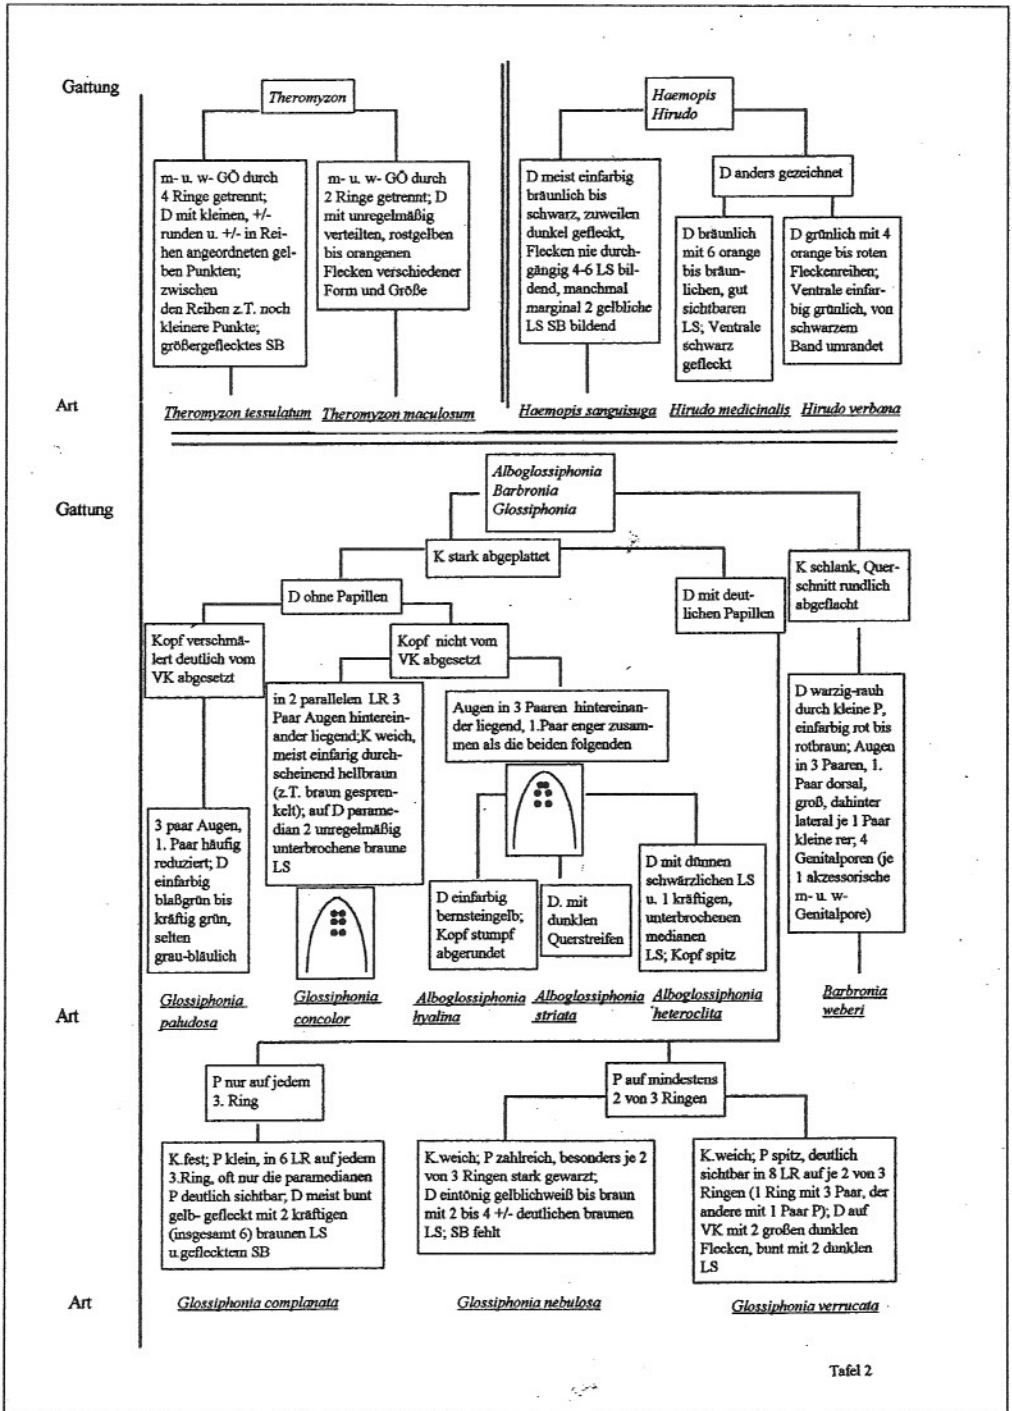 Gattung
Theromyzon
Haemopis
Hirudo
m- u. w- GÖ durch
4 Ringe getrennt;
D mit kleinen, +/-
runden u. +/- in Rei-
hen angeordneten gel-
ben Punkten;
zwischen
den Reihen z.T. noch
kleinere Punkte;
größergeflecktes SB
m- u. w- GÖ durch
2 Ringe getrennt; D
mit unregelmäßig
verteilten, rostgelben
bis orangenen
Flecken verschiedener
Form und Größe
D meist einfarbig
bräunlich bis
schwarz, zuweilen
dunkel gefleckt,
Flecken nie durch-
gängig 4-6 LS bil-
dend, manchmal
marginal 2 gelbliche
LS SB bildend
D anders gezeichnet
D bräunlich
mit 6 orange
bis bräun-
lichen, gut
sichtbaren
LS; Ventrale
schwarz
gefleckt
D grünlich mit 4
orange bis roten
Fleckenreihen;
Ventrale einfar-
big grünlich, von
schwarzem
Band umrandet
Art
Theromyzon tessulatum
Theromyzon maculosum
Haemopis sanguisuga
Hirudo medicinalis
Hirudo verbana
Gattung
Alboglossiphonia
Barbronia
Glossiphonia
K stark abgeplattet
K schlank, Quer-
schnitt rundlich
abgeflacht
D ohne Papillen
D mit deut-
lichen Papillen
Kopf verschmä-
lert deutlich vom
VK abgesetzt
Kopf nicht vom
VK abgesetzt
in 2 parallelen LR 3
Paar Augen hinterein-
ander liegend;K weich,
meist einfarig durch-
scheinend hellbraun
(z.T. braun gespren-
kelt); auf D parame-
dian 2 unregelmäßig
unterbrochene braune
LS
Augen in 3 Paaren hintereinan-
der liegend, 1.Paar enger zusam-
men als die beiden folgenden
D warzig-rauh
durch kleine P,
einfarbig rot bis
rotbraun; Augen
in 3 Paaren, 1.
Paar dorsal,
groß, dahinter
lateral je 1 Paar
kleine rer; 4
Genitalporen (je
1 akzessorische
m- u. w-
Genitalpore)
3 paar Augen,
1. Paar häufig
reduziert; D
einfarbig
blaßgrün bis
kräftig grün,
selten
grau-bläulich
D einfarbig
bernsteingelb;
Kopf stumpf
abgerundet
D. mit
dunklen
Querstreifen
D mit dünnen
schwärzlichen LS
u. 1 kräftigen,
unterbrochenen
medianen
LS; Kopf spitz
Art
Glossiphonia
paludosa
Glossiphonia
concolor
Alboglossiphonia
hyalina
Alboglossiphonia
striata
Alboglossiphonia
heteroclita
Barbronia
weberi
P nur auf jedem
3. Ring
P auf mindestens
2 von 3 Ringen
K.fest; P klein, in 6 LR auf jedem
3.Ring, oft nur die paramedianen
P deutlich sichtbar; D meist bunt
gelb- gefleckt mit 2 kräftigen
(insgesamt 6) braunen LS
u.geflecktem SB
K.weich; P zahlreich, besonders je 2
von 3 Ringen stark gewarzt;
D eintönig gelblichweiß bis braun
mit 2 bis 4 +/- deutlichen braunen
LS; SB fehlt
K.weich; P spitz, deutlich
sichtbar in 8 LR auf je 2 von 3
Ringen (1 Ring mit 3 Paar, der
andere mit 1 Paar P); D auf
VK mit 2 großen dunklen
Flecken, bunt mit 2 dunklen
LS
Art
Glossiphonia complanata
Glossiphonia nebulosa
Glossiphonia verrucata
Tafel 2